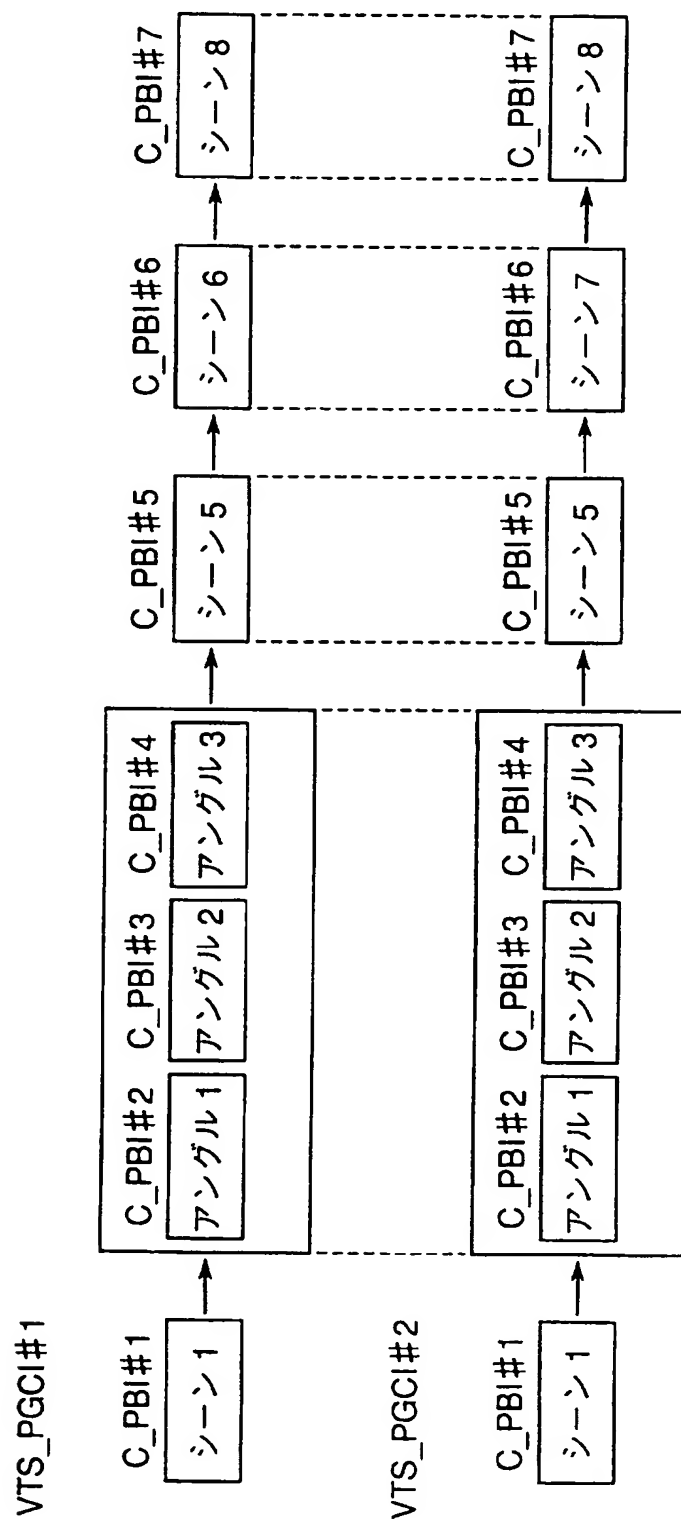 VTS_PGCI#1
C_PBI#1
シーン1
C_PBI#2
アングル1
C_PBI#3
アングル2
C_PBI#4
アングル3
C_PBI#5
シーン5
C_PBI#6
シーン6
C_PBI#7
シーン8
VTS_PGCI#2
C_PBI#1
シーン1
C_PBI#2
アングル1
C_PBI#3
アングル2
C_PBI#4
アングル3
C_PBI#5
シーン5
C_PBI#6
シーン7
C_PBI#7
シーン8